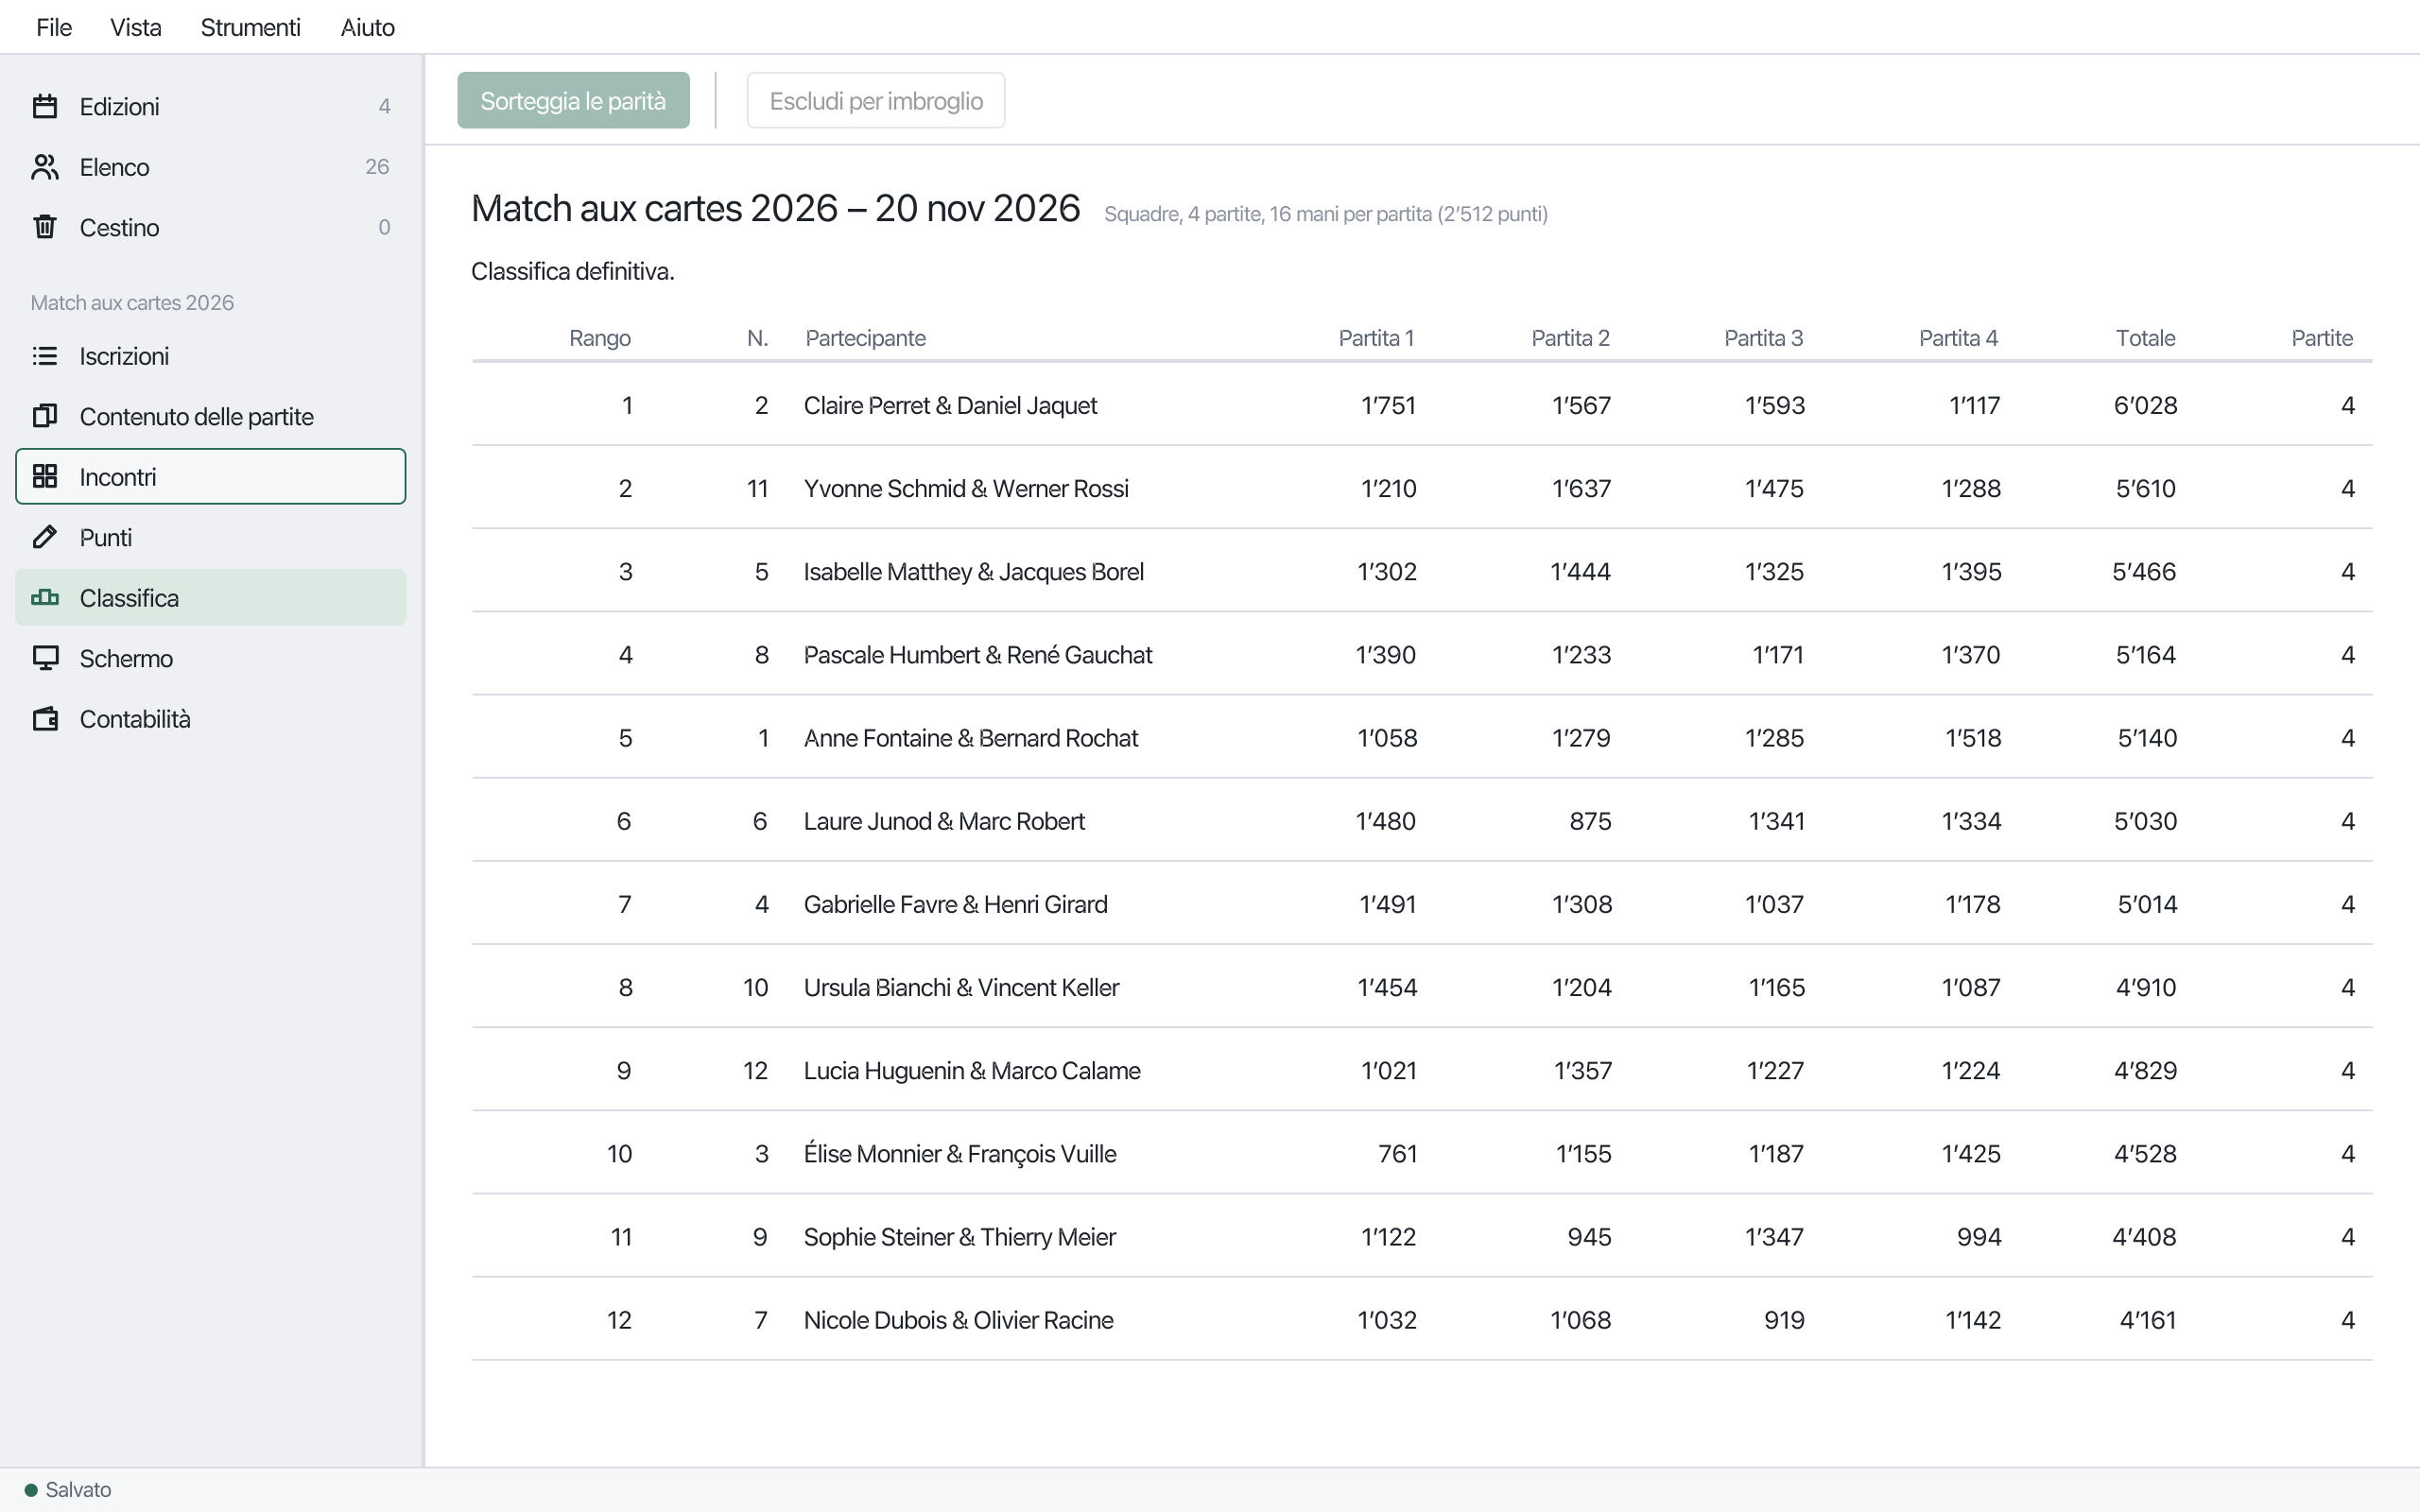 File Vista Strumenti Aiuto
Edizioni 4
Elenco 26
Cestino 0
Match aux cartes 2026
Iscrizioni
Contenuto delle partite
Incontri
Punti
Classifica
Schermo
Contabilità
Sorteggia le parità Escludi per imbroglio
Match aux cartes 2026 – 20 nov 2026 Squadre, 4 partite, 16 mani per partita (2’512 punti)
Classifica definitiva.
Rango N. Partecipante Partita 1 Partita 2 Partita 3 Partita 4 Totale Partite
1 2 Claire Perret & Daniel Jaquet 1’751 1’567 1’593 1’117 6’028 4
2 11 Yvonne Schmid & Werner Rossi 1’210 1’637 1’475 1’288 5’610 4
3 5 Isabelle Matthey & Jacques Borel 1’302 1’444 1’325 1’395 5’466 4
4 8 Pascale Humbert & René Gauchat 1’390 1’233 1’171 1’370 5’164 4
5 1 Anne Fontaine & Bernard Rochat 1’058 1’279 1’285 1’518 5’140 4
6 6 Laure Junod & Marc Robert 1’480 875 1’341 1’334 5’030 4
7 4 Gabrielle Favre & Henri Girard 1’491 1’308 1’037 1’178 5’014 4
8 10 Ursula Bianchi & Vincent Keller 1’454 1’204 1’165 1’087 4’910 4
9 12 Lucia Huguenin & Marco Calame 1’021 1’357 1’227 1’224 4’829 4
10 3 Élise Monnier & François Vuille 761 1’155 1’187 1’425 4’528 4
11 9 Sophie Steiner & Thierry Meier 1’122 945 1’347 994 4’408 4
12 7 Nicole Dubois & Olivier Racine 1’032 1’068 919 1’142 4’161 4
Salvato